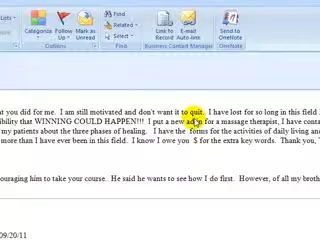 Categorize Follow Up Mark as Unread
Find
Related
Select
Link to Record E-mail Auto-link
Send to OneNote
Options
Find
Business Contact Manager
OneNote
t you did for me. I am still motivated and don't want it to quit. I have lost for so long in this field
ibility that WINNING COULD HAPPEN!!! I put a new ad in for a massage therapist, I have conta
my patients about the three phases of healing. I have the forms for the activities of daily living an
more than I have ever been in this field. I know I owe you $ for the extra key words. Thank you,
ouraging him to take your course. He said he wants to see how I do first. However, of all my broth
09/20/11